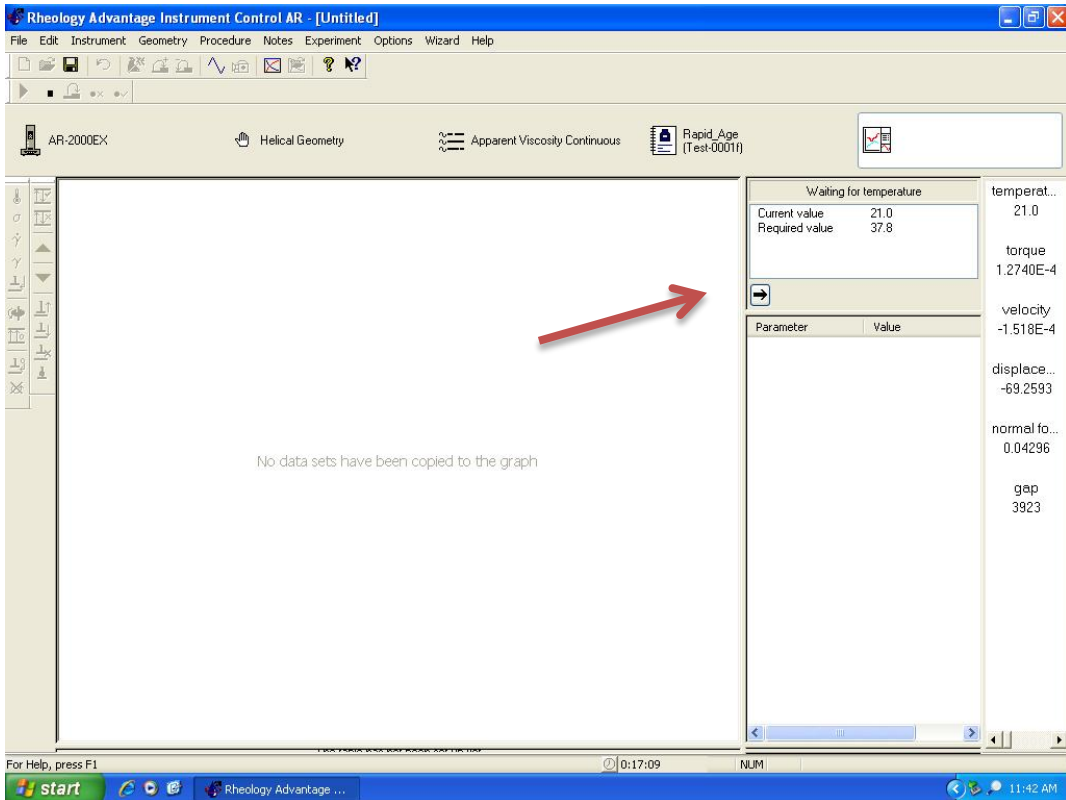 Rheology Advantage Instrument Control AR - [Untitled]
File Edit Instrument Geometry Procedure Notes Experiment Options Wizard Help
AR-2000EX
Helical Geometry
Apparent Viscosity Continuous
Rapid_Age
(Test-0001f)
Waiting for temperature
Current value 21.0
Required value 37.8
Parameter Value
temperat...
21.0
torque
1.2740E-4
velocity
-1.518E-4
displace...
-69.2593
normal fo...
0.04296
gap
3923
No data sets have been copied to the graph
For Help, press F1
0:17:09
NUM
start
Rheology Advantage ...
11:42 AM